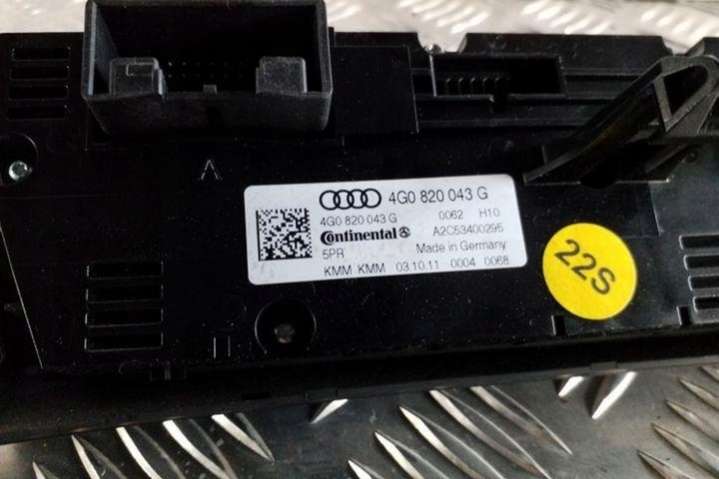 4G0 820 043 G
4G0 820 043 G 0062 H10
Continental A2C53400295
5PR Made in Germany
KMM KMM 03.10.11 0004 0068
22S